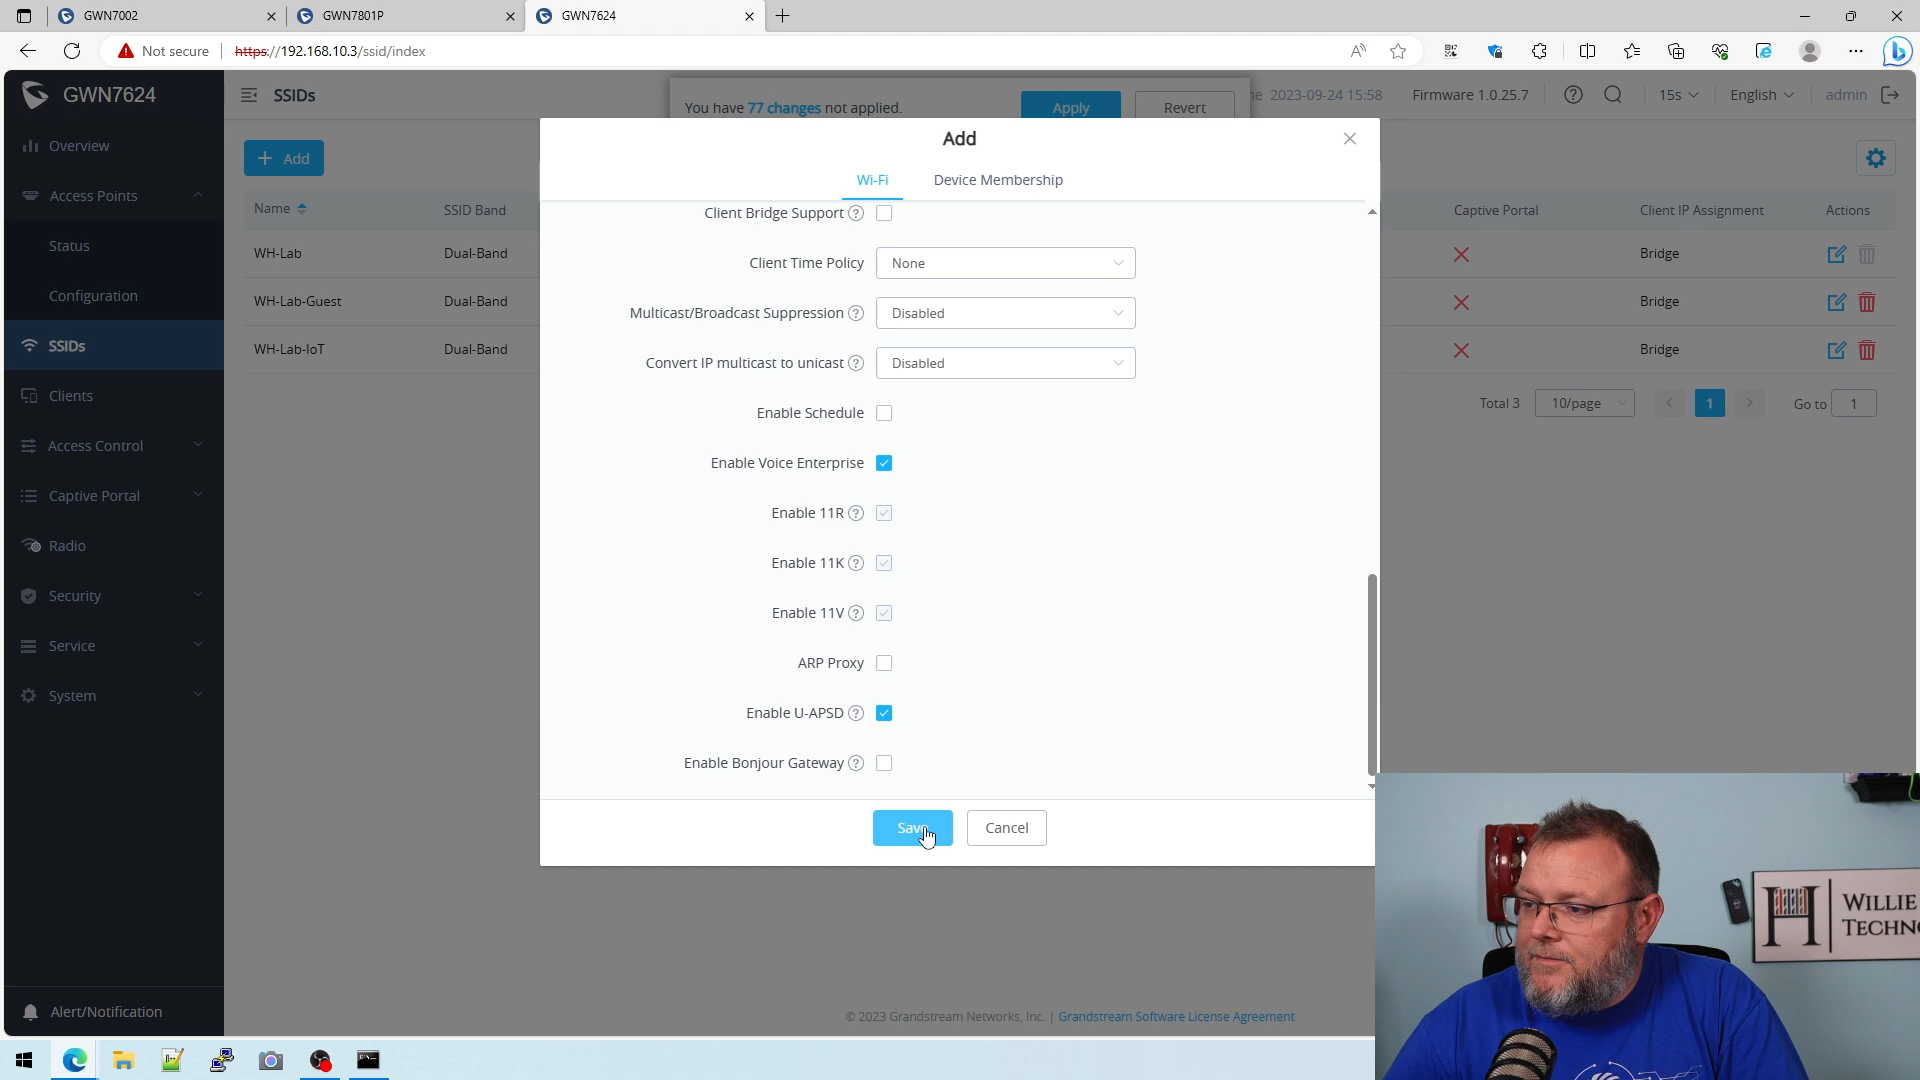 GWN7002
GWN7801P
GWN7624
Not secure
https://192.168.10.3/ssid/index
GWN7624
SSIDs
You have 77 changes not applied.
Apply
Revert
2023-09-24 15:58
Firmware 1.0.25.7
15s
English
admin
Overview
Access Points
Status
Configuration
SSIDs
Clients
Access Control
Captive Portal
Radio
Security
Service
System
Alert/Notification
Add
Name
SSID Band
Captive Portal
Client IP Assignment
Actions
WH-Lab
Dual-Band
Bridge
WH-Lab-Guest
Dual-Band
Bridge
WH-Lab-IoT
Dual-Band
Bridge
Total 3
10/page
1
Go to
1
Add
Wi-Fi
Device Membership
Client Bridge Support
Client Time Policy
None
Multicast/Broadcast Suppression
Disabled
Convert IP multicast to unicast
Disabled
Enable Schedule
Enable Voice Enterprise
Enable 11R
Enable 11K
Enable 11V
ARP Proxy
Enable U-APSD
Enable Bonjour Gateway
Save
Cancel
© 2023 Grandstream Networks, Inc. | Grandstream Software License Agreement
WILLIE
TECHN